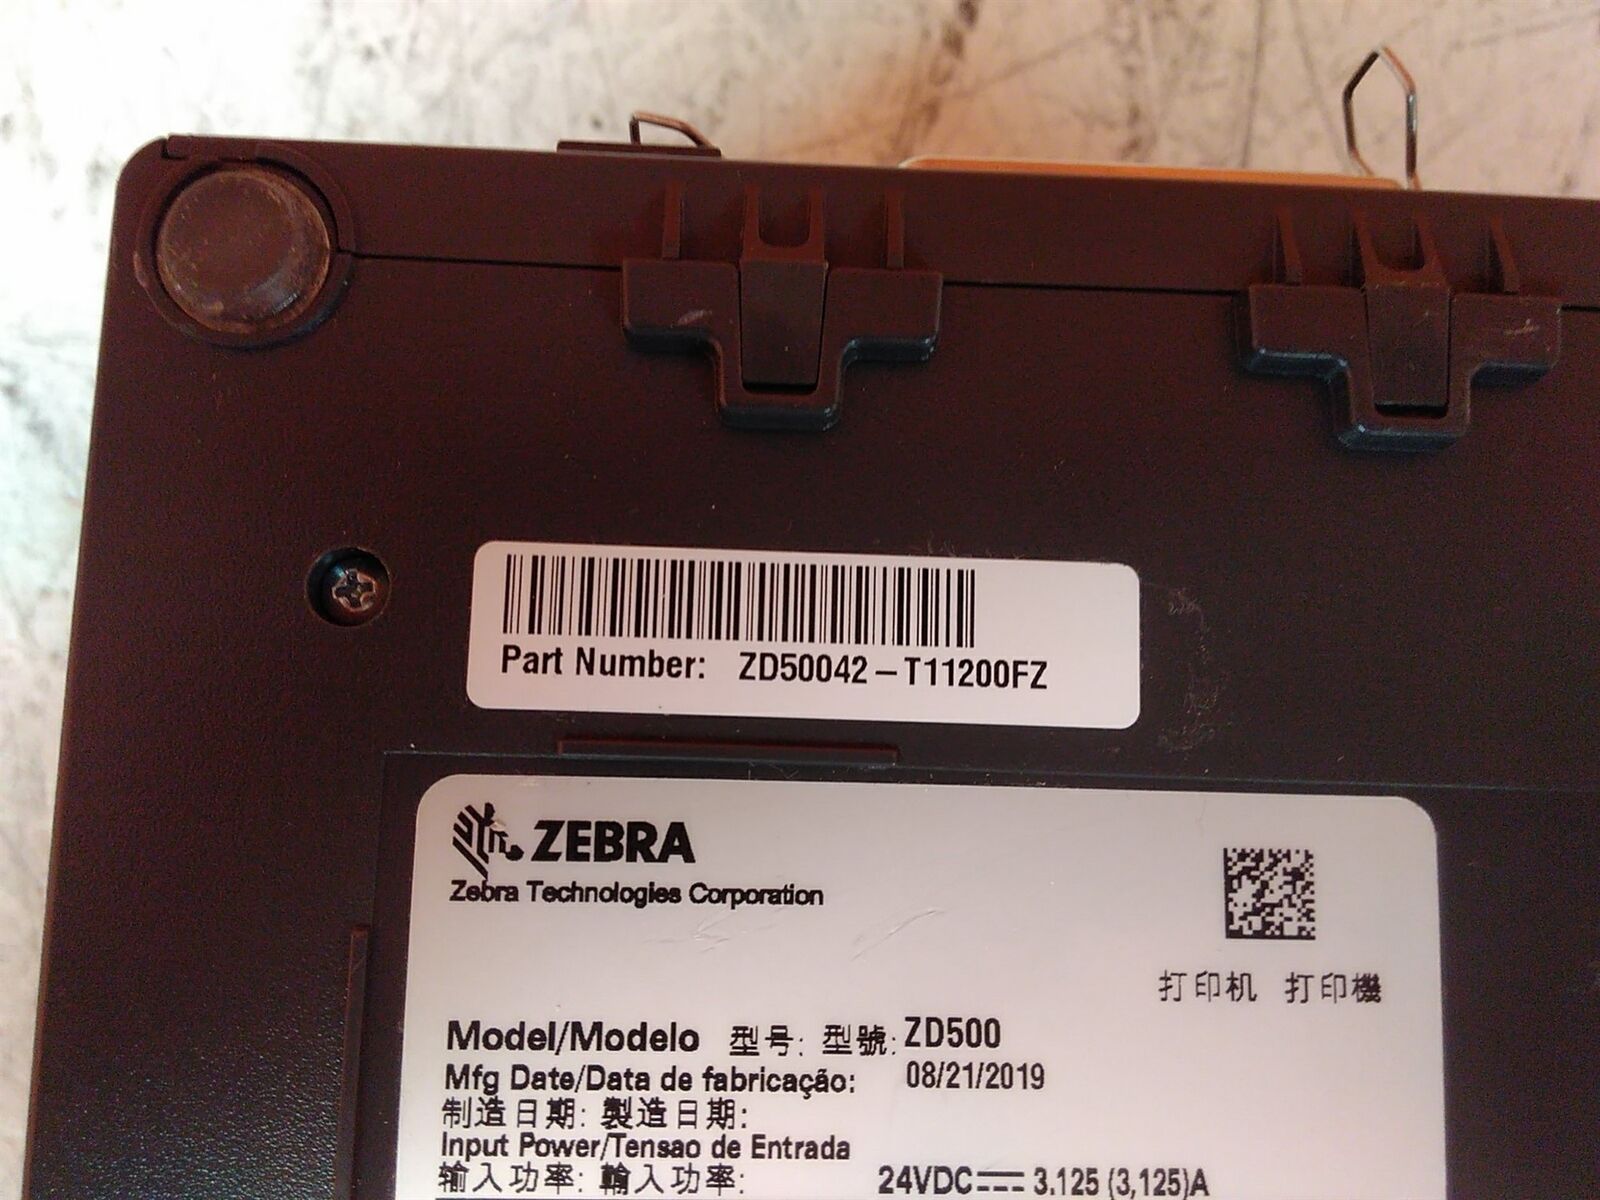 Part Number: ZD50042-T11200FZ
ZEBRA
Zebra Technologies Corporation
打印机 打印機
Model/Modelo 型号: 型號: ZD500
Mfg Date/Data de fabricação: 08/21/2019
制造日期: 製造日期:
Input Power/Tensao de Entrada
输入功率: 輸入功率: 24VDC⎓ 3.125 (3,125)A